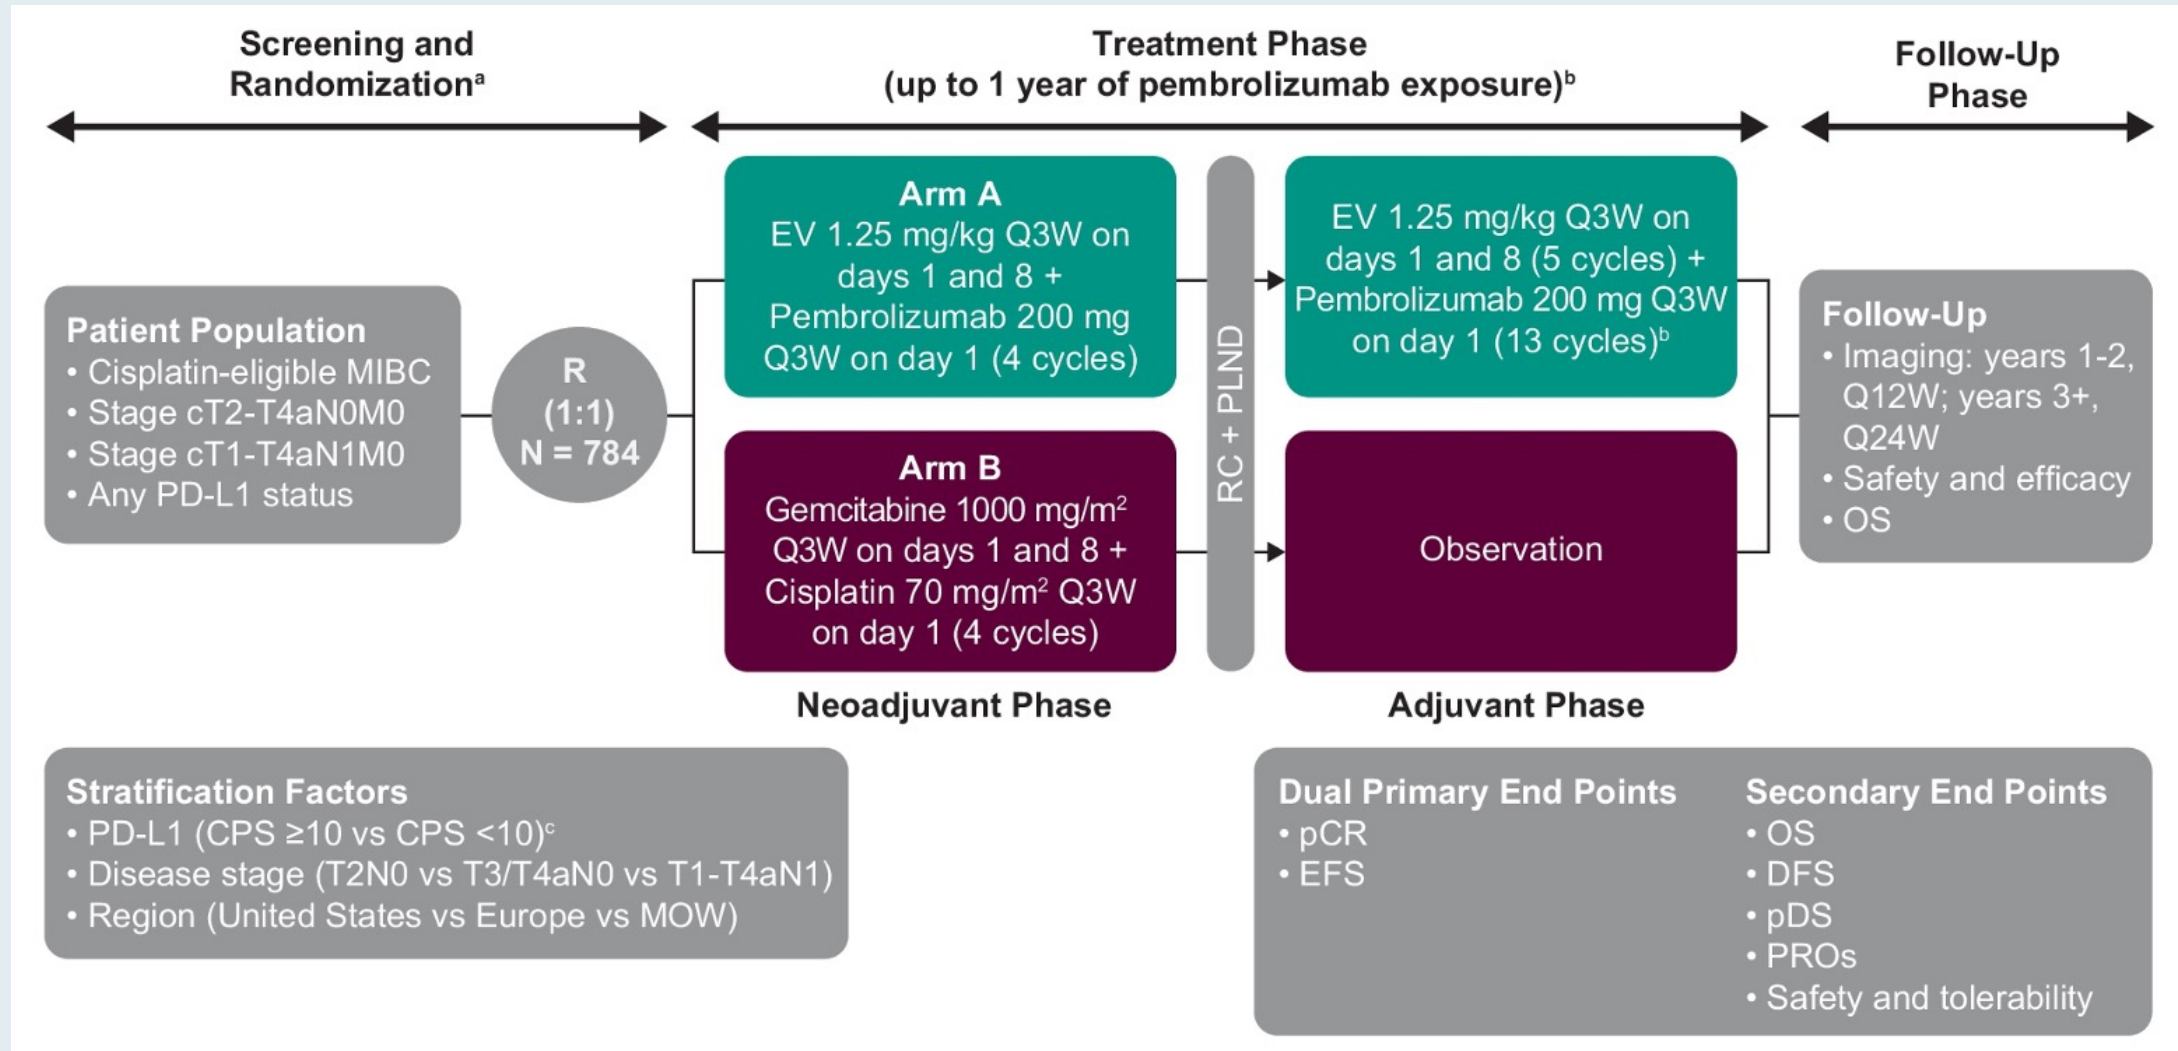 Screening and
Randomizationᵃ
Treatment Phase
(up to 1 year of pembrolizumab exposure)ᵇ
Follow-Up
Phase
Patient Population
• Cisplatin-eligible MIBC
• Stage cT2-T4aN0M0
• Stage cT1-T4aN1M0
• Any PD-L1 status
R
(1:1)
N = 784
Arm A
EV 1.25 mg/kg Q3W on
days 1 and 8 +
Pembrolizumab 200 mg
Q3W on day 1 (4 cycles)
Arm B
Gemcitabine 1000 mg/m²
Q3W on days 1 and 8 +
Cisplatin 70 mg/m² Q3W
on day 1 (4 cycles)
Neoadjuvant Phase
RC + PLND
EV 1.25 mg/kg Q3W on
days 1 and 8 (5 cycles) +
Pembrolizumab 200 mg Q3W
on day 1 (13 cycles)ᵇ
Observation
Adjuvant Phase
Follow-Up
• Imaging: years 1-2,
Q12W; years 3+,
Q24W
• Safety and efficacy
• OS
Stratification Factors
• PD-L1 (CPS ≥10 vs CPS <10)ᶜ
• Disease stage (T2N0 vs T3/T4aN0 vs T1-T4aN1)
• Region (United States vs Europe vs MOW)
Dual Primary End Points
• pCR
• EFS
Secondary End Points
• OS
• DFS
• pDS
• PROs
• Safety and tolerability